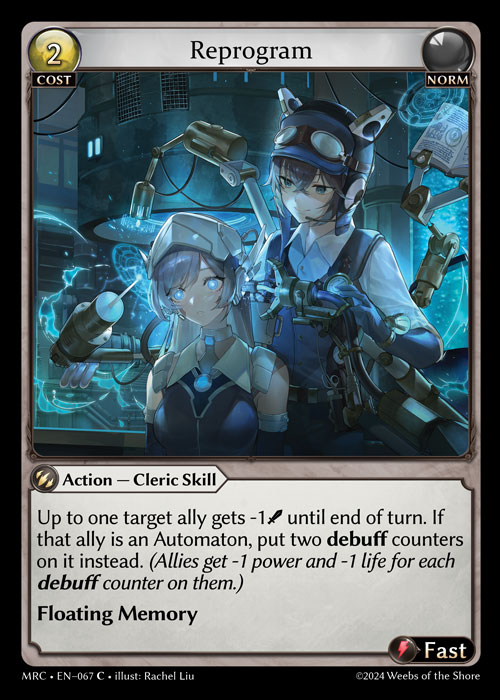 2
Reprogram
COST
NORM
Action — Cleric Skill
Up to one target ally gets -1 until end of turn. If
that ally is an Automaton, put two debuff counters
on it instead. (Allies get -1 power and -1 life for each
debuff counter on them.)
Floating Memory
Fast
MRC • EN–067 C • illust: Rachel Liu
©2024 Weebs of the Shore